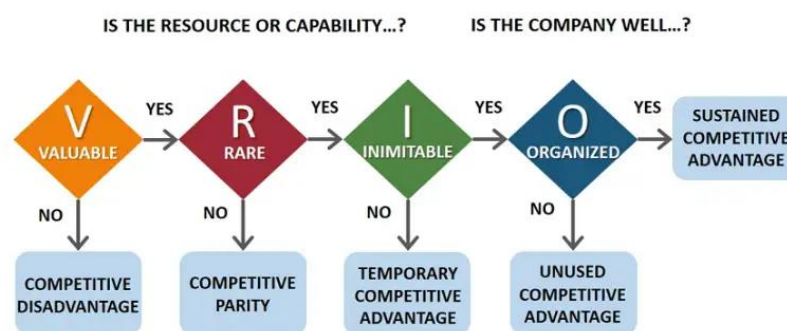 IS THE RESOURCE OR CAPABILITY...?
IS THE COMPANY WELL...?
V
VALUABLE
YES
R
RARE
YES
I
INIMITABLE
YES
O
ORGANIZED
YES
SUSTAINED
COMPETITIVE
ADVANTAGE
NO
NO
NO
NO
COMPETITIVE
DISADVANTAGE
COMPETITIVE
PARITY
TEMPORARY
COMPETITIVE
ADVANTAGE
UNUSED
COMPETITIVE
ADVANTAGE